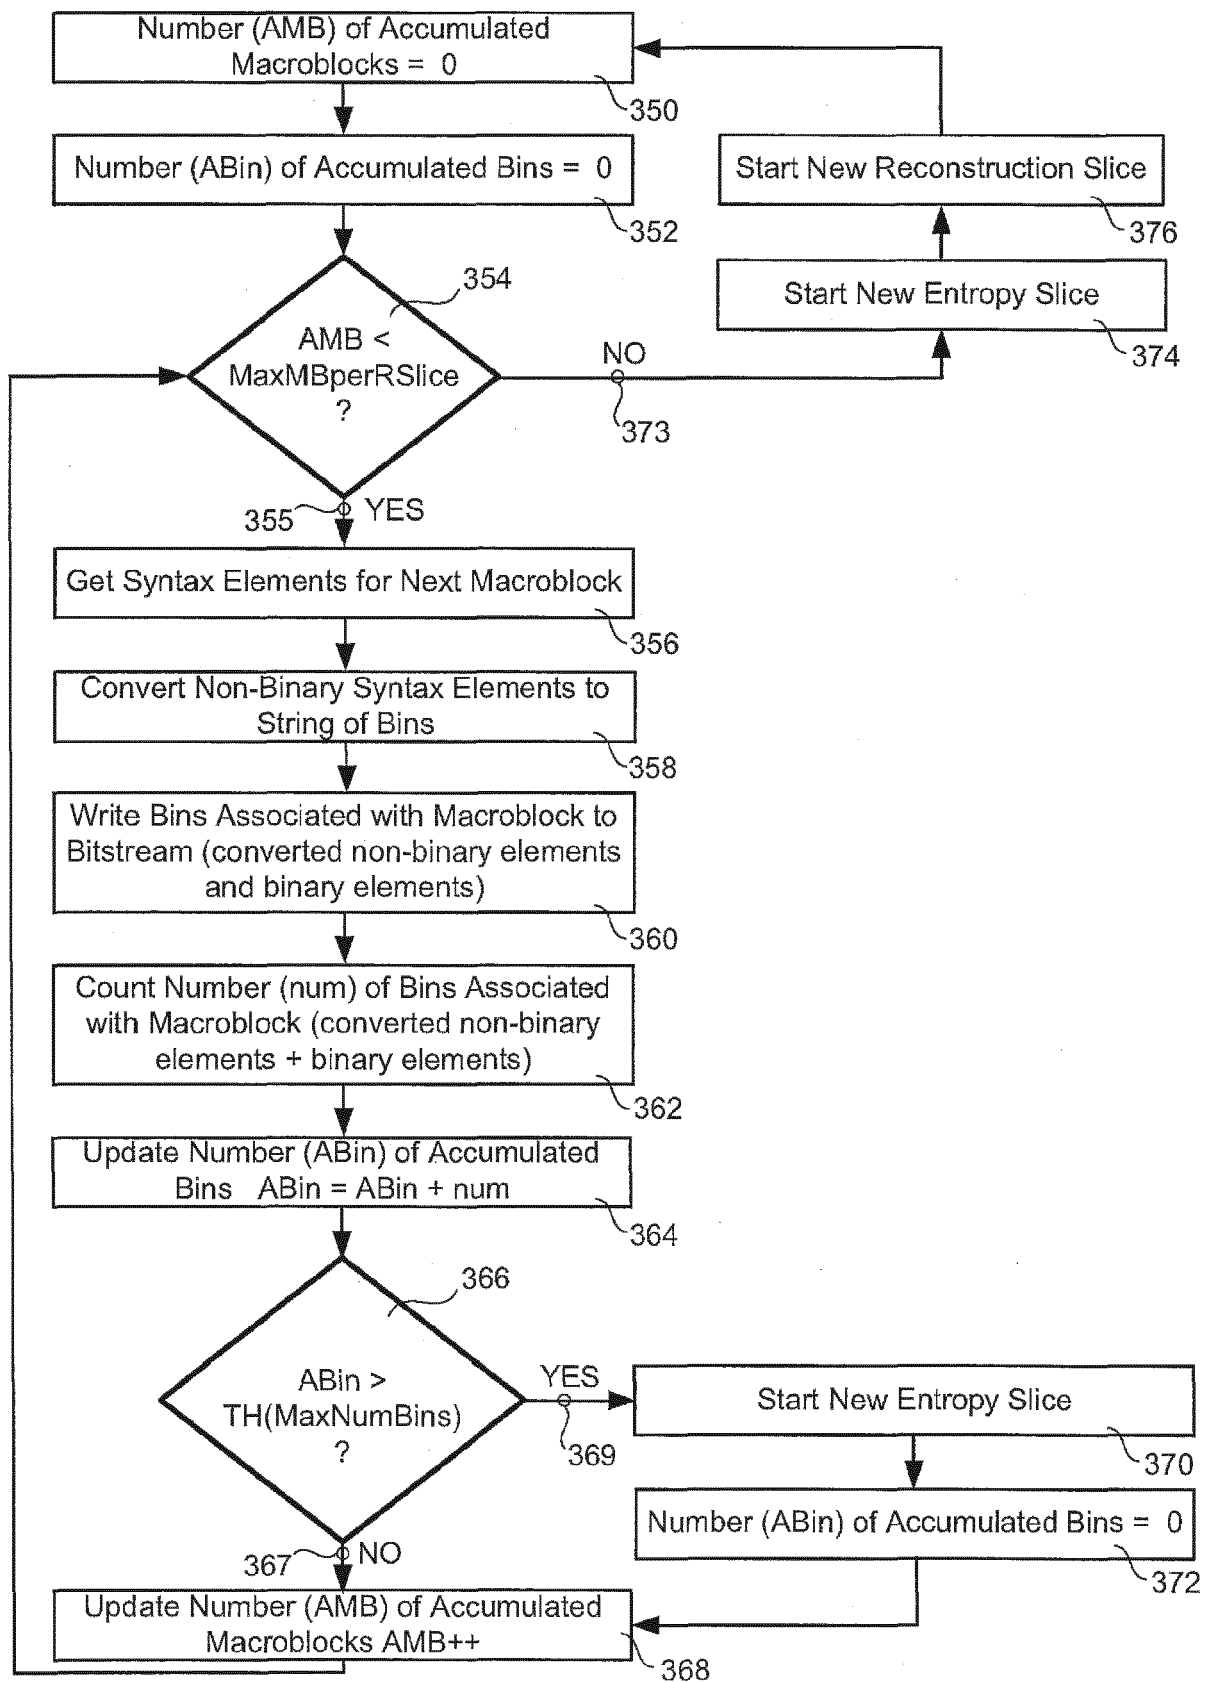 Number (AMB) of Accumulated
Macroblocks = 0
350
Number (ABin) of Accumulated Bins = 0
352
Start New Reconstruction Slice
376
Start New Entropy Slice
374
354
AMB <
MaxMBperRSlice
?
NO
373
355
YES
Get Syntax Elements for Next Macroblock
356
Convert Non-Binary Syntax Elements to
String of Bins
358
Write Bins Associated with Macroblock to
Bitstream (converted non-binary elements
and binary elements)
360
Count Number (num) of Bins Associated
with Macroblock (converted non-binary
elements + binary elements)
362
Update Number (ABin) of Accumulated
Bins ABin = ABin + num
364
366
ABin >
TH(MaxNumBins)
?
YES
369
Start New Entropy Slice
370
Number (ABin) of Accumulated Bins = 0
372
367
NO
Update Number (AMB) of Accumulated
Macroblocks AMB++
368